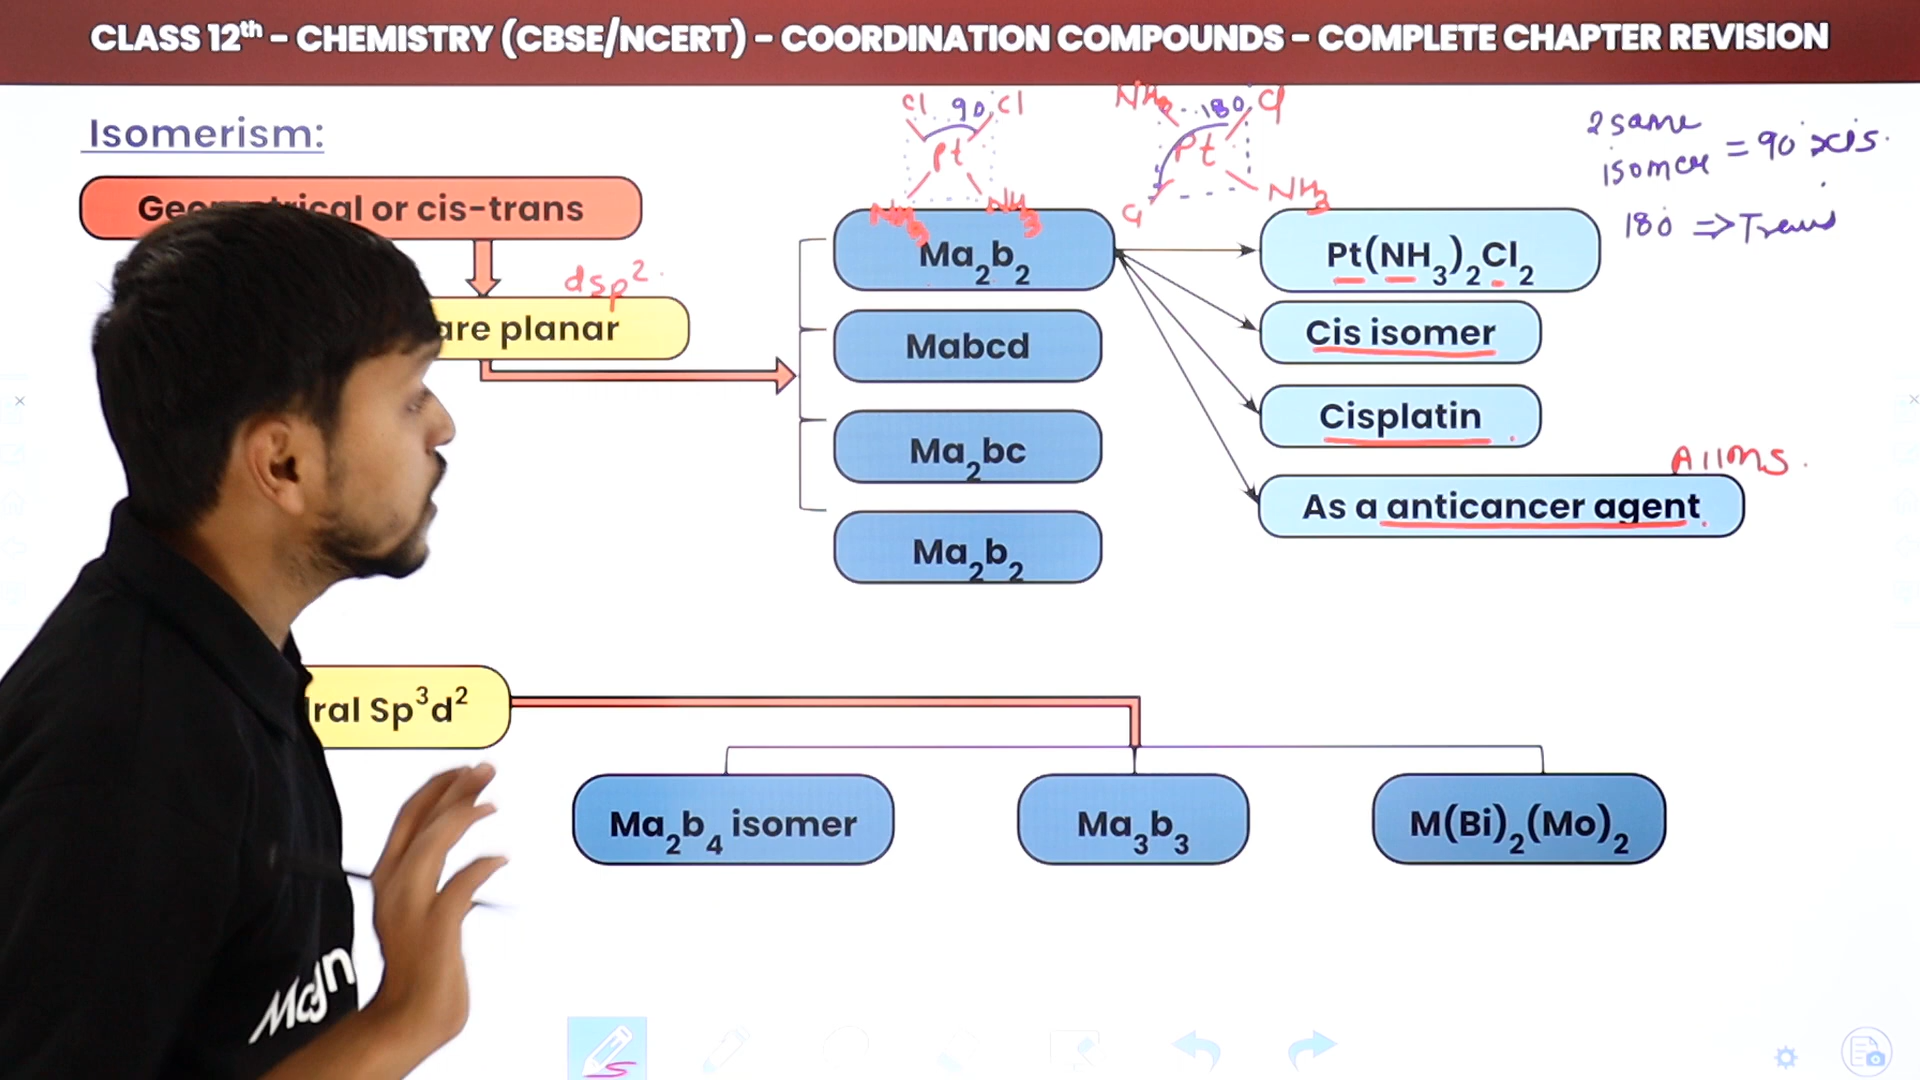 CLASS 12th – CHEMISTRY (CBSE/NCERT) – COORDINATION COMPOUNDS – COMPLETE CHAPTER REVISION
Isomerism:
Cl 90 Cl
Pt
NH3 NH3
NH3 180 Cl
Pt
Cl NH3
2 same
isomer = 90 cis.
180 ⇒ Trans
Geometrical or cis-trans
dsp2
are planar
Ma2b2
Mabcd
Ma2bc
Ma2b2
Pt(NH3)2Cl2
Cis isomer
Cisplatin
AIIMS.
As a anticancer agent
ral Sp3d2
Ma2b4 isomer
Ma3b3
M(Bi)2(Mo)2